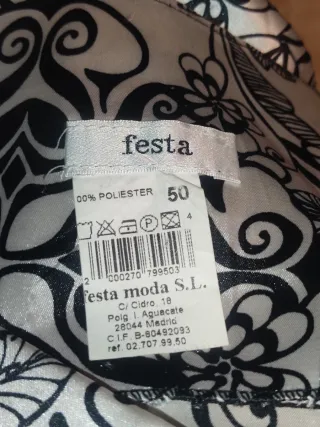 festa
00% POLIESTER 50
P
4
2 000270 799503
festa moda S.L.
C/ Cidro, 18
Polg. I. Aguacate
28044 Madrid
C.I.F. B-80492093
ref. 02.707.99.50